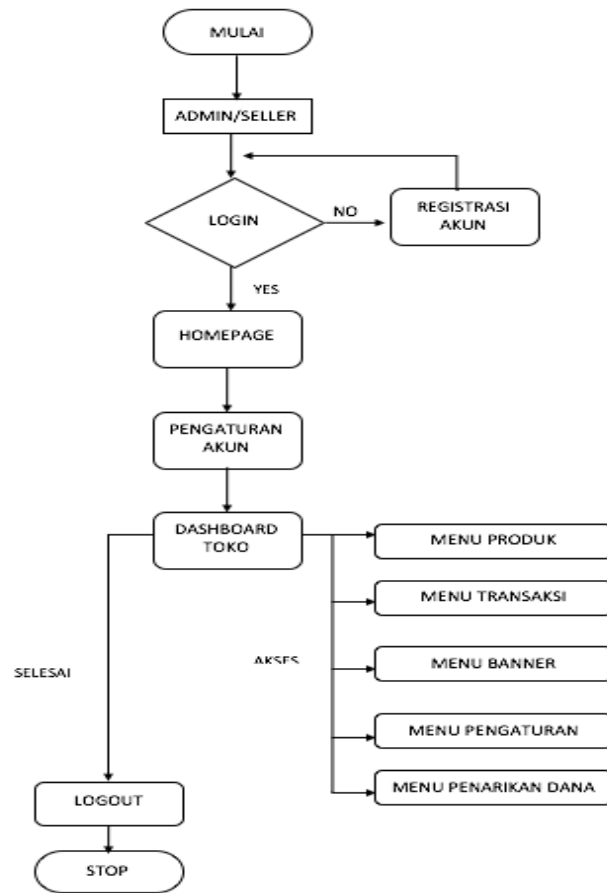 MULAI
ADMIN/SELLER
LOGIN
NO
REGISTRASI
AKUN
YES
HOMEPAGE
PENGATURAN
AKUN
DASHBOARD
TOKO
MENU PRODUK
MENU TRANSAKSI
SELESAI
AKSES
MENU BANNER
MENU PENGATURAN
MENU PENARIKAN DANA
LOGOUT
STOP